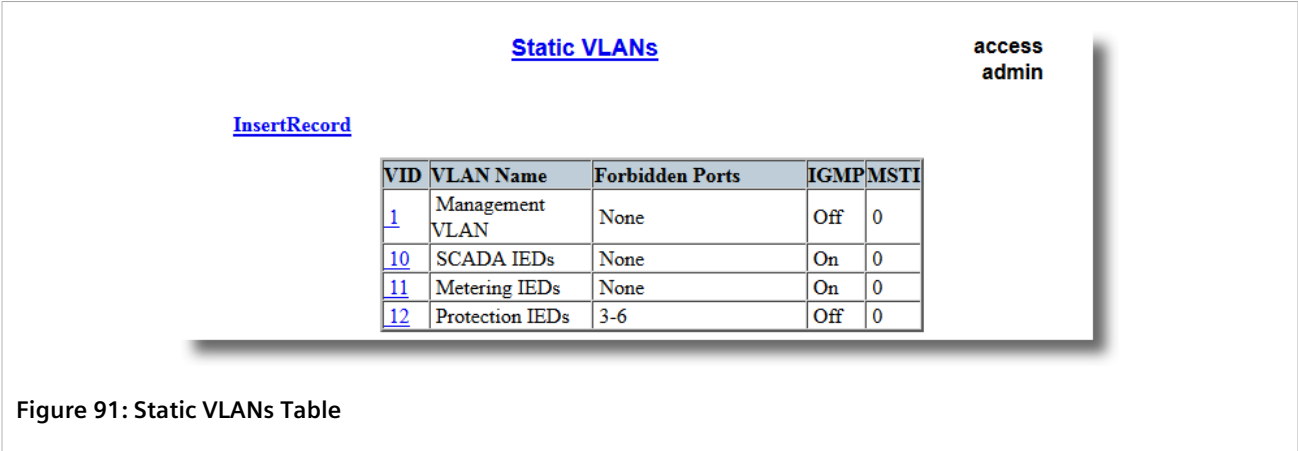 Static VLANs
access
admin
InsertRecord
VID VLAN Name Forbidden Ports IGMP MSTI
1 Management VLAN None Off 0
10 SCADA IEDs None On 0
11 Metering IEDs None On 0
12 Protection IEDs 3-6 Off 0
Figure 91: Static VLANs Table